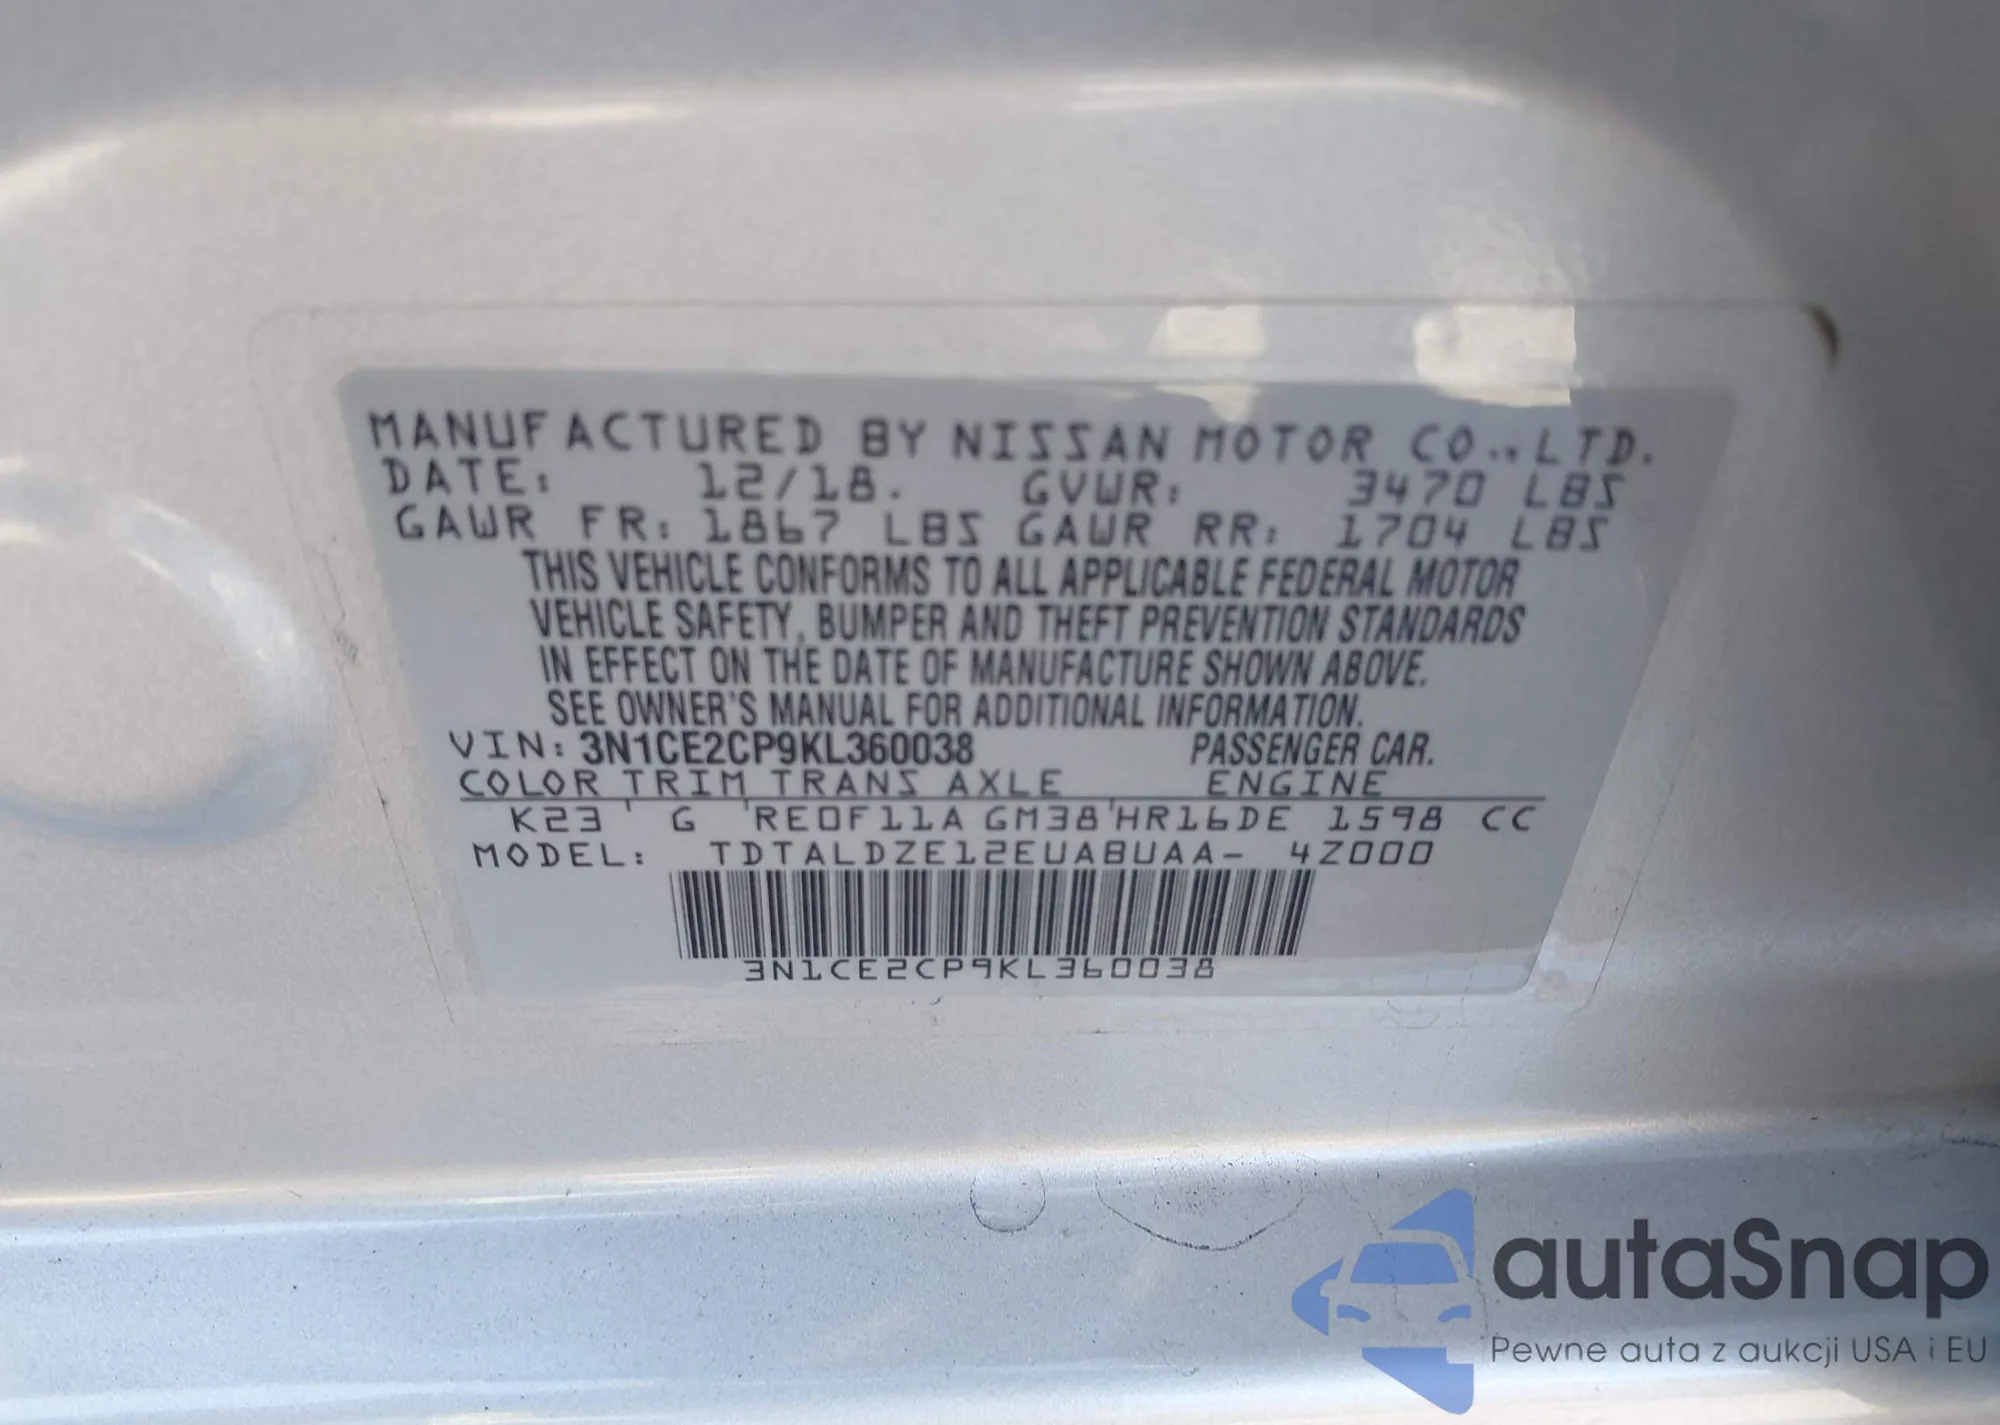 MANUFACTURED BY NISSAN MOTOR CO., LTD.
DATE: 12/18. GVWR: 3470 LBS
GAWR FR: 1867 LBS GAWR RR: 1704 LBS
THIS VEHICLE CONFORMS TO ALL APPLICABLE FEDERAL MOTOR
VEHICLE SAFETY, BUMPER AND THEFT PREVENTION STANDARDS
IN EFFECT ON THE DATE OF MANUFACTURE SHOWN ABOVE.
SEE OWNER'S MANUAL FOR ADDITIONAL INFORMATION.
VIN: 3N1CE2CP9KL360038 PASSENGER CAR.
COLOR TRIM TRANS AXLE ENGINE
K23 ' G ' RE0F11A GM38 ' HR16DE 1598 CC
MODEL: TDTALDZE12EUABUAA- 4Z000
3N1CE2CP9KL360038
autaSnap
Pewne auta z aukcji USA i EU